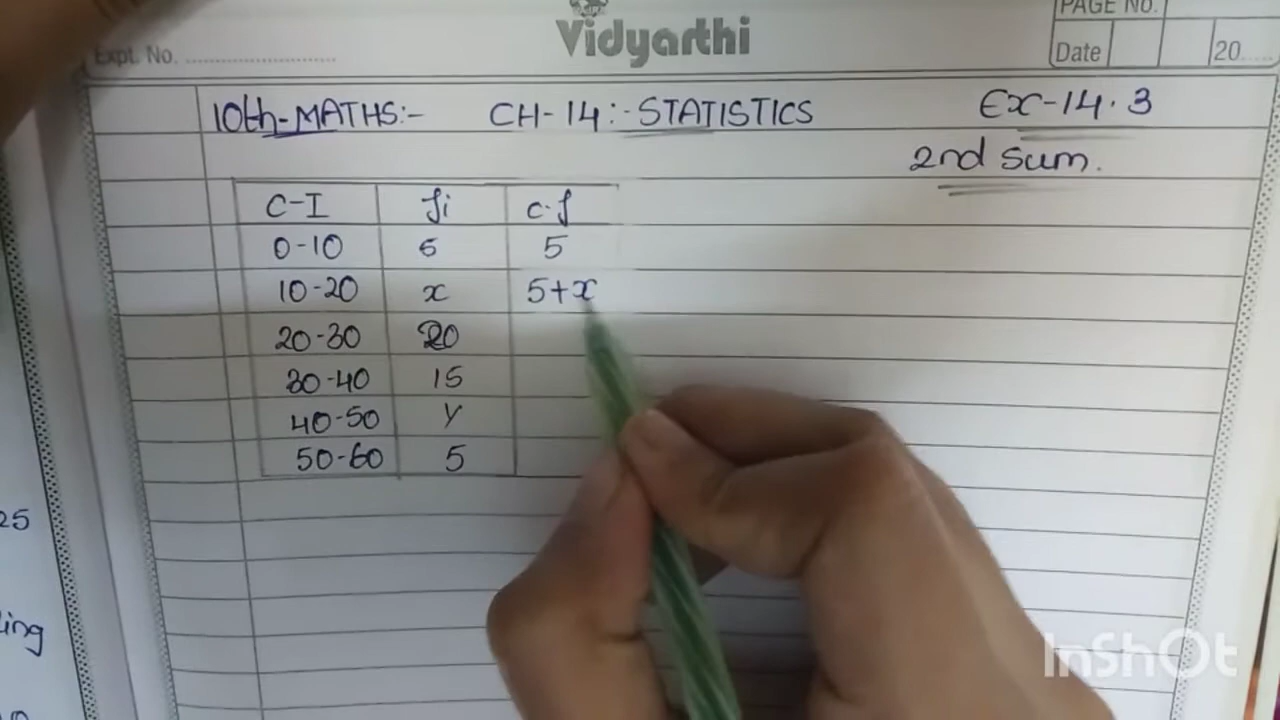 PAGE No.
Vidyarthi
Expt. No.
Date 20
10th-MATHS:- CH-14:-STATISTICS Ex-14.3
2nd sum.
C-I fi c.f
0-10 5 5
10-20 x 5+x
20-30 20
30-40 15
40-50 y
50-60 5
25
ing
InShOt